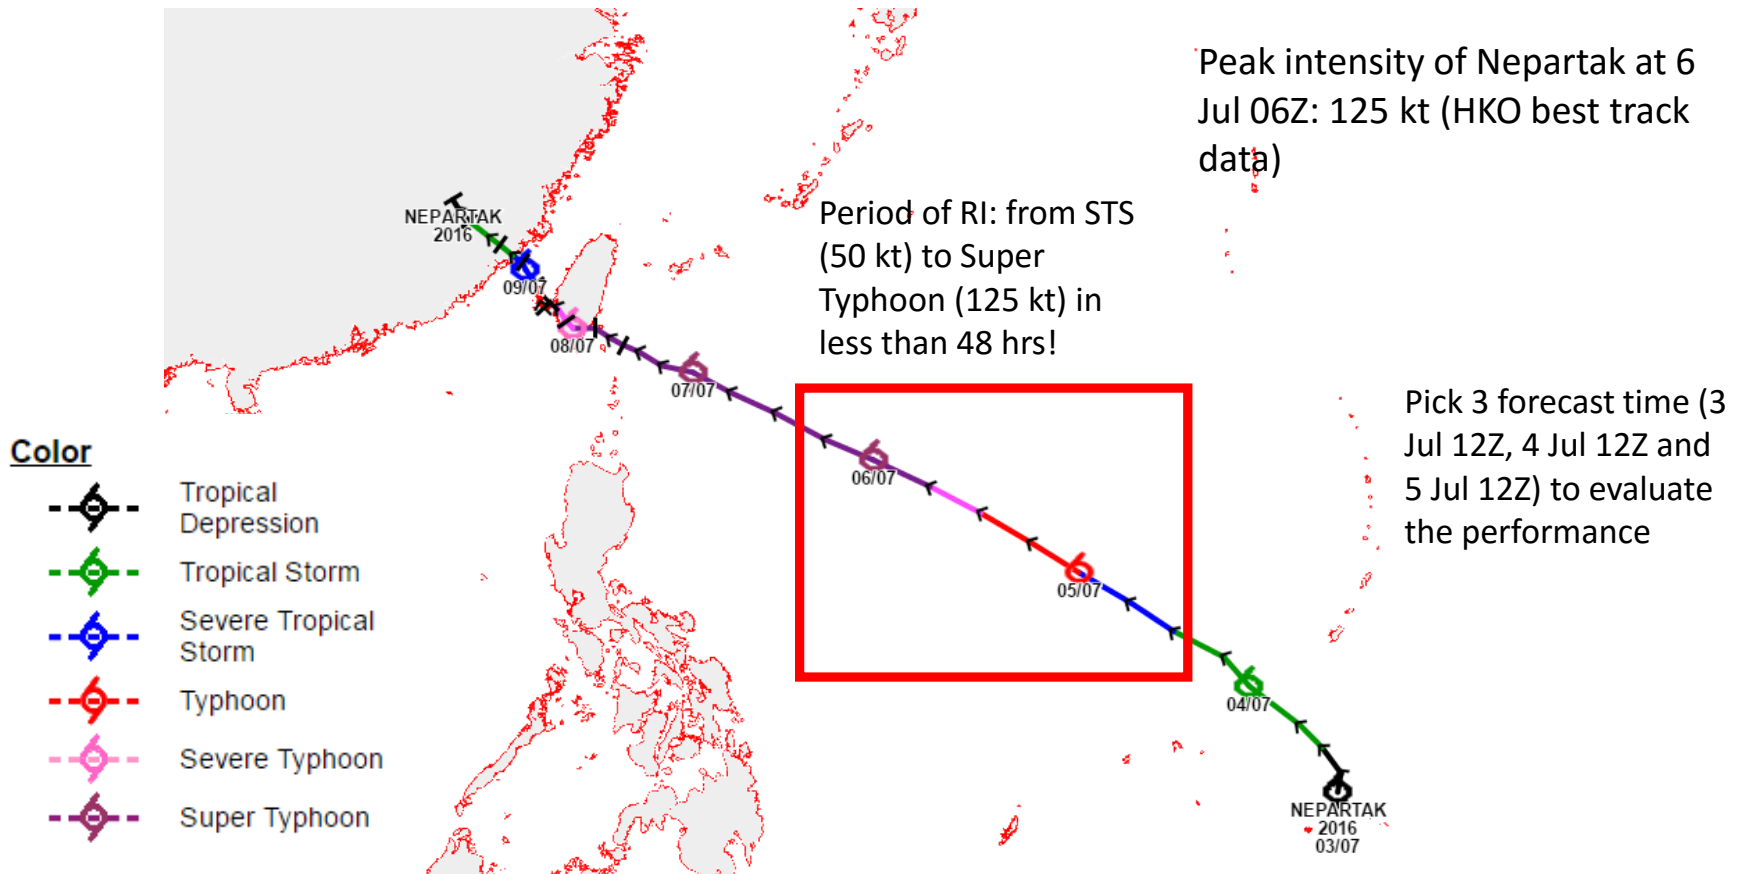 Peak intensity of Nepartak at 6
Jul 06Z: 125 kt (HKO best track
data)
Period of RI: from STS
(50 kt) to Super
Typhoon (125 kt) in
less than 48 hrs!
Pick 3 forecast time (3
Jul 12Z, 4 Jul 12Z and
5 Jul 12Z) to evaluate
the performance
NEPARTAK
2016
09/07
08/07
07/07
06/07
05/07
04/07
NEPARTAK
2016
03/07
Color
Tropical
Depression
Tropical Storm
Severe Tropical
Storm
Typhoon
Severe Typhoon
Super Typhoon